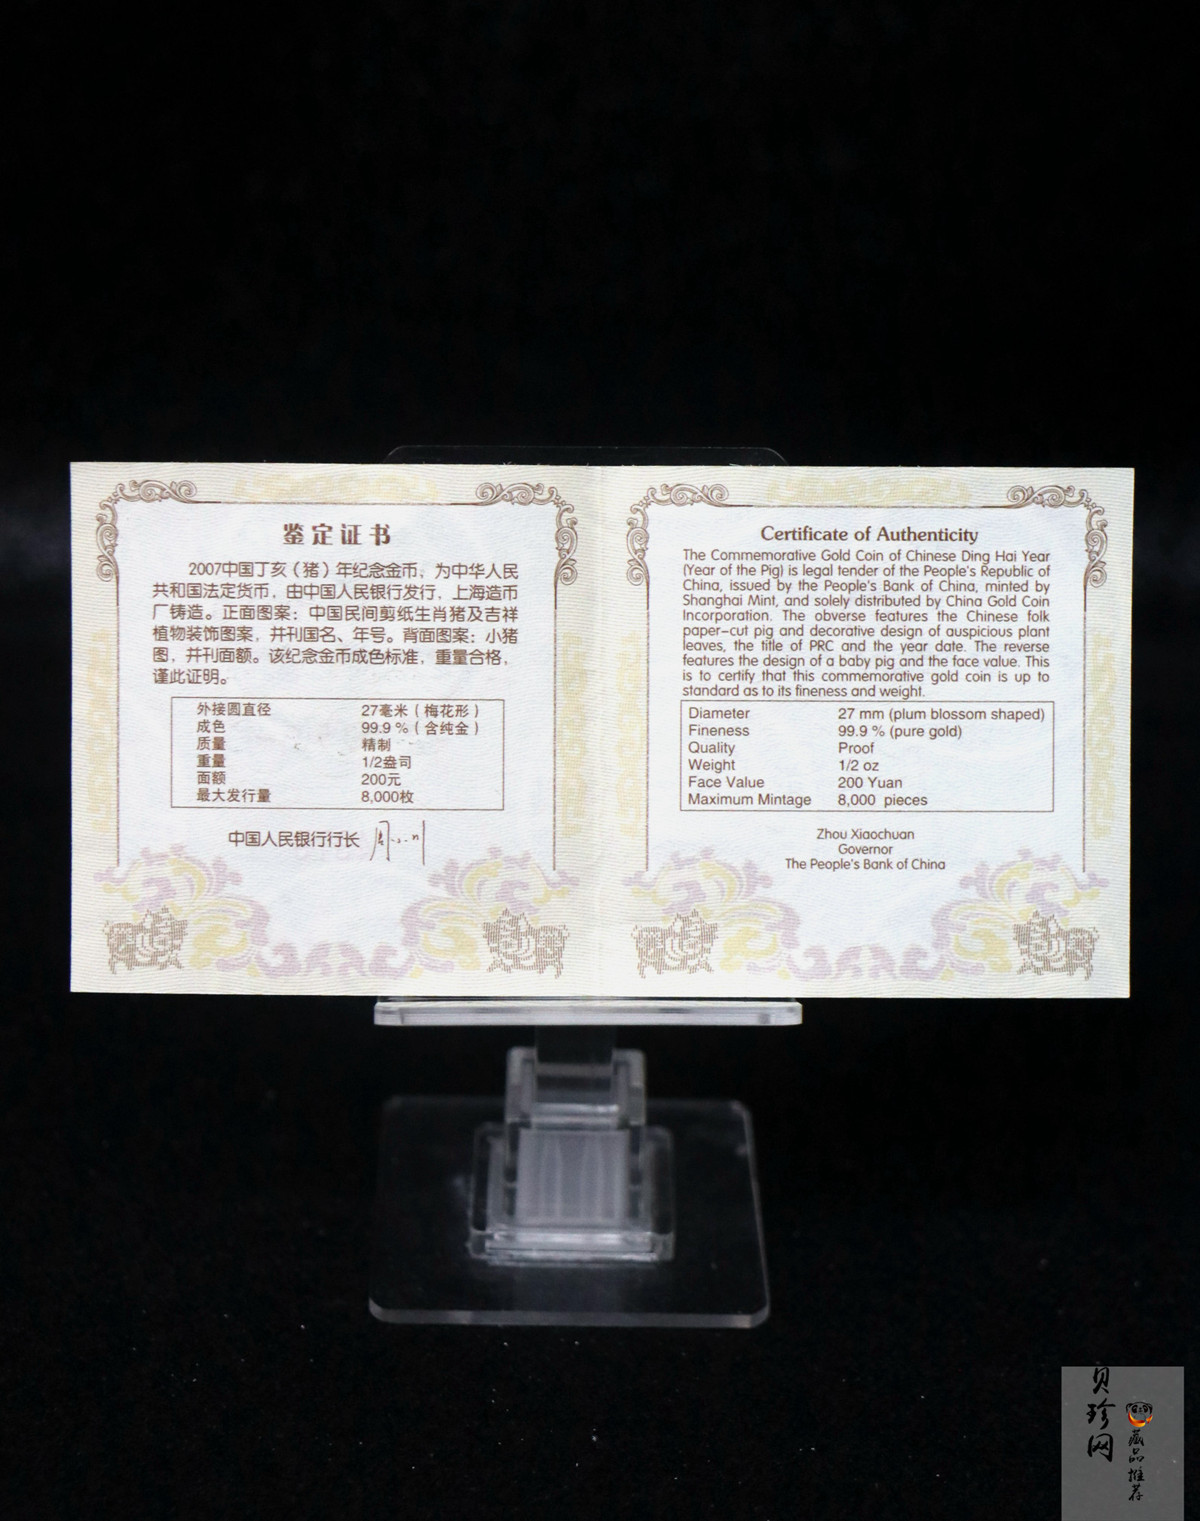 鉴定证书
2007中国丁亥（猪）年纪念金币，为中华人民
共和国法定货币，由中国人民银行发行，上海造币
厂铸造。正面图案：中国民间剪纸生肖猪及吉祥
植物装饰图案，并刊国名、年号。背面图案：小猪
图，并刊面额。该纪念金币成色标准，重量合格，
谨此证明。
外接圆直径 27毫米（梅花形）
成色 99.9 %（含纯金）
质量 精制
重量 1/2盎司
面额 200元
最大发行量 8,000枚
中国人民银行行长 周小川
Certificate of Authenticity
The Commemorative Gold Coin of Chinese Ding Hai Year
(Year of the Pig) is legal tender of the People's Republic of
China, issued by the People's Bank of China, minted by
Shanghai Mint, and solely distributed by China Gold Coin
Incorporation. The obverse features the Chinese folk
paper-cut pig and decorative design of auspicious plant
leaves, the title of PRC and the year date. The reverse
features the design of a baby pig and the face value. This
is to certify that this commemorative gold coin is up to
standard as to its fineness and weight.
Diameter 27 mm (plum blossom shaped)
Fineness 99.9 % (pure gold)
Quality Proof
Weight 1/2 oz
Face Value 200 Yuan
Maximum Mintage 8,000 pieces
Zhou Xiaochuan
Governor
The People's Bank of China
贝珍网
藏品推荐